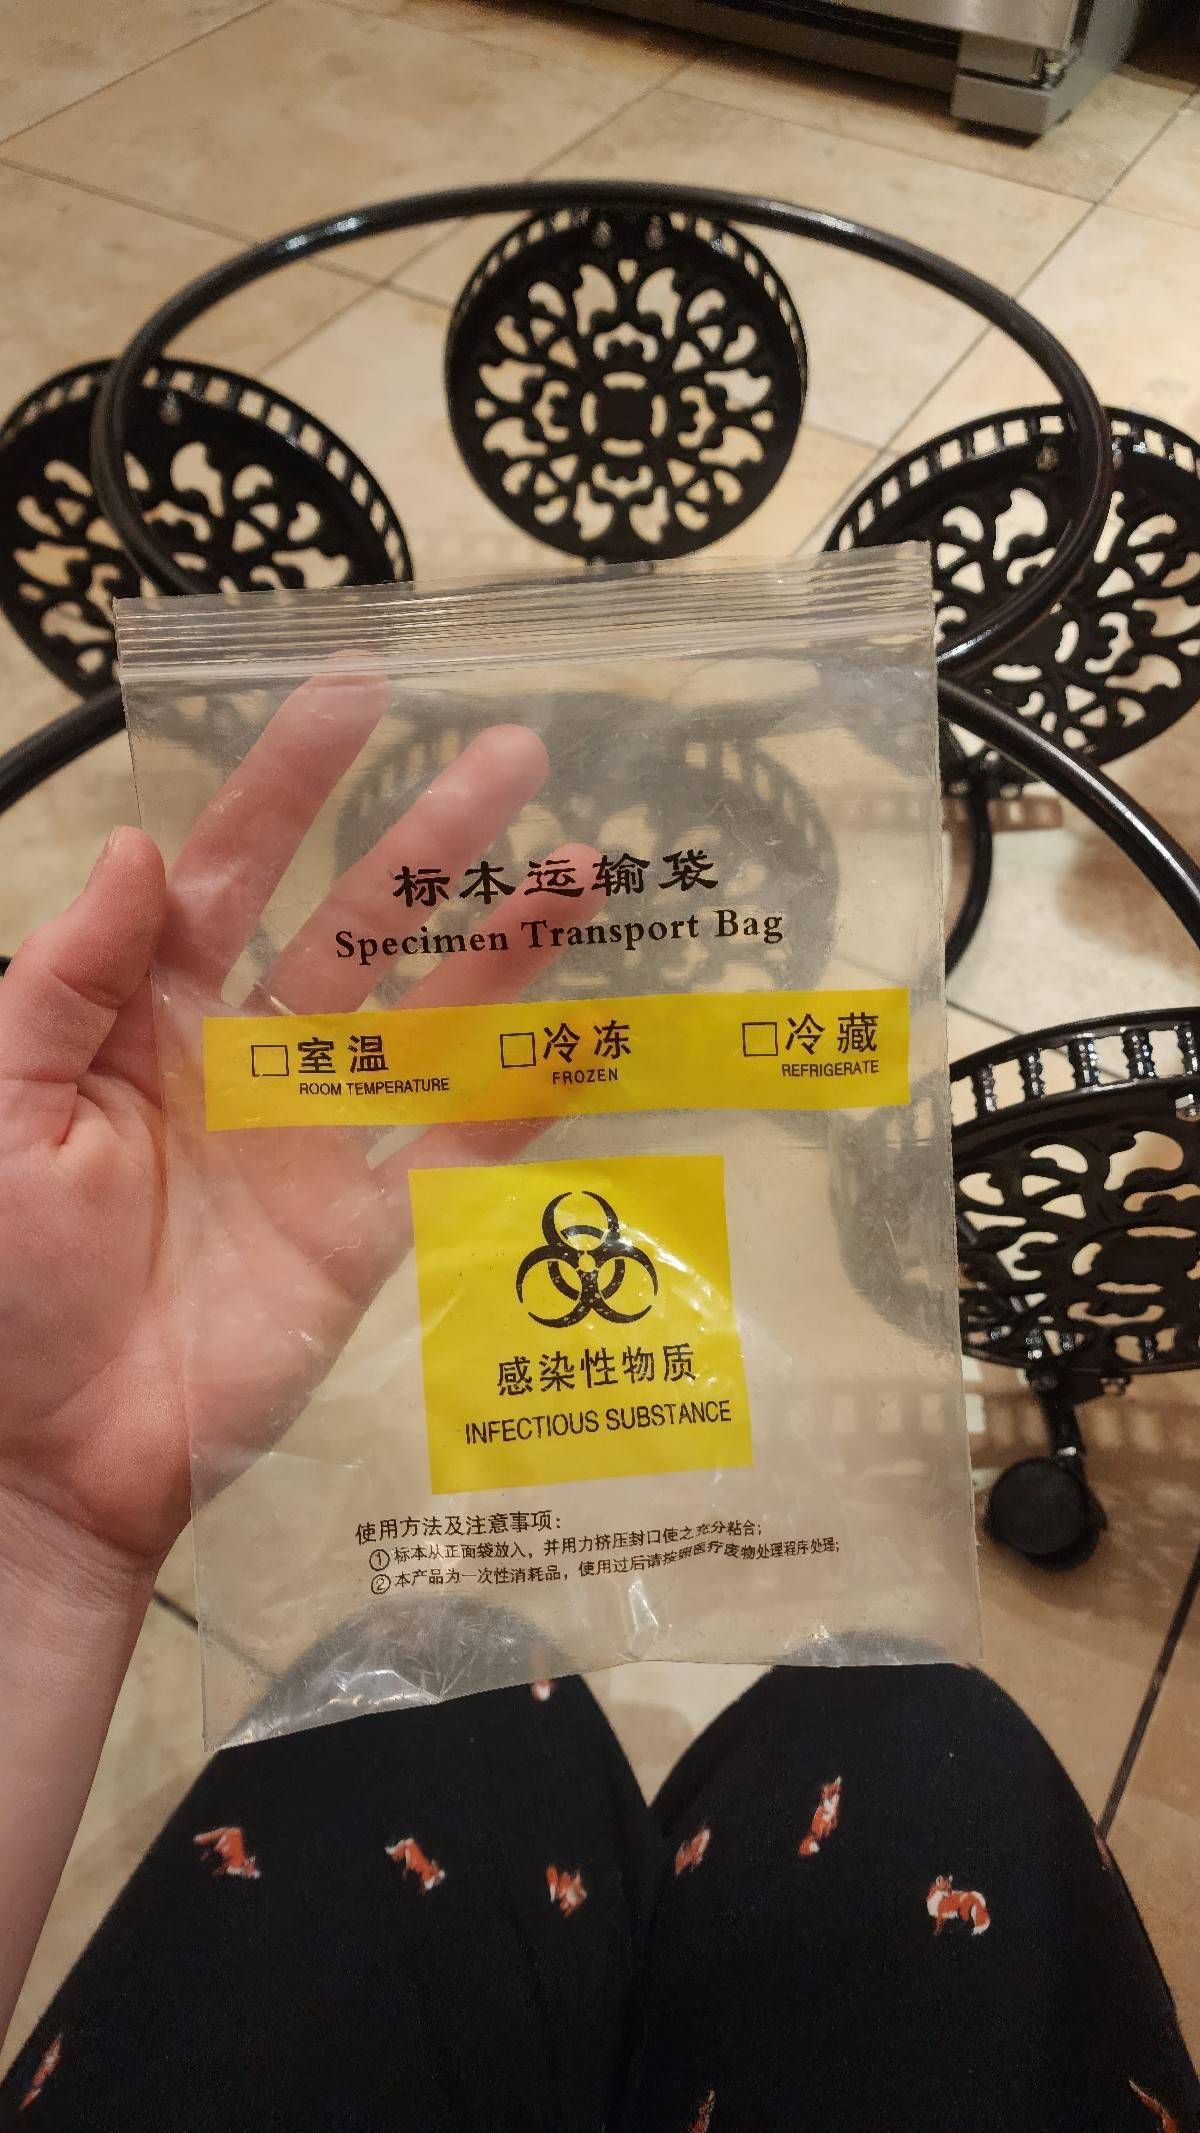 标本运输袋
Specimen Transport Bag
□室温 □冷冻 □冷藏
ROOM TEMPERATURE FROZEN REFRIGERATE
感染性物质
INFECTIOUS SUBSTANCE
使用方法及注意事项：
①标本从正面袋放入，并用力挤压封口使之充分粘合；
②本产品为一次性消耗品，使用过后请按照医疗废物处理程序处理；